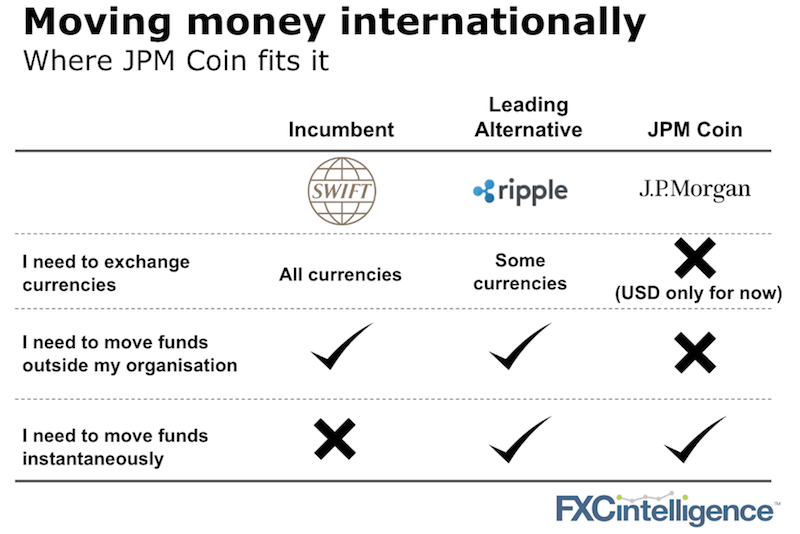 Moving money internationally
Where JPM Coin fits it
Incumbent
Leading
Alternative
JPM Coin
SWIFT
ripple
J.P.Morgan
I need to exchange
currencies
All currencies
Some
currencies
(USD only for now)
I need to move funds
outside my organisation
I need to move funds
instantaneously
FXCintelligence™